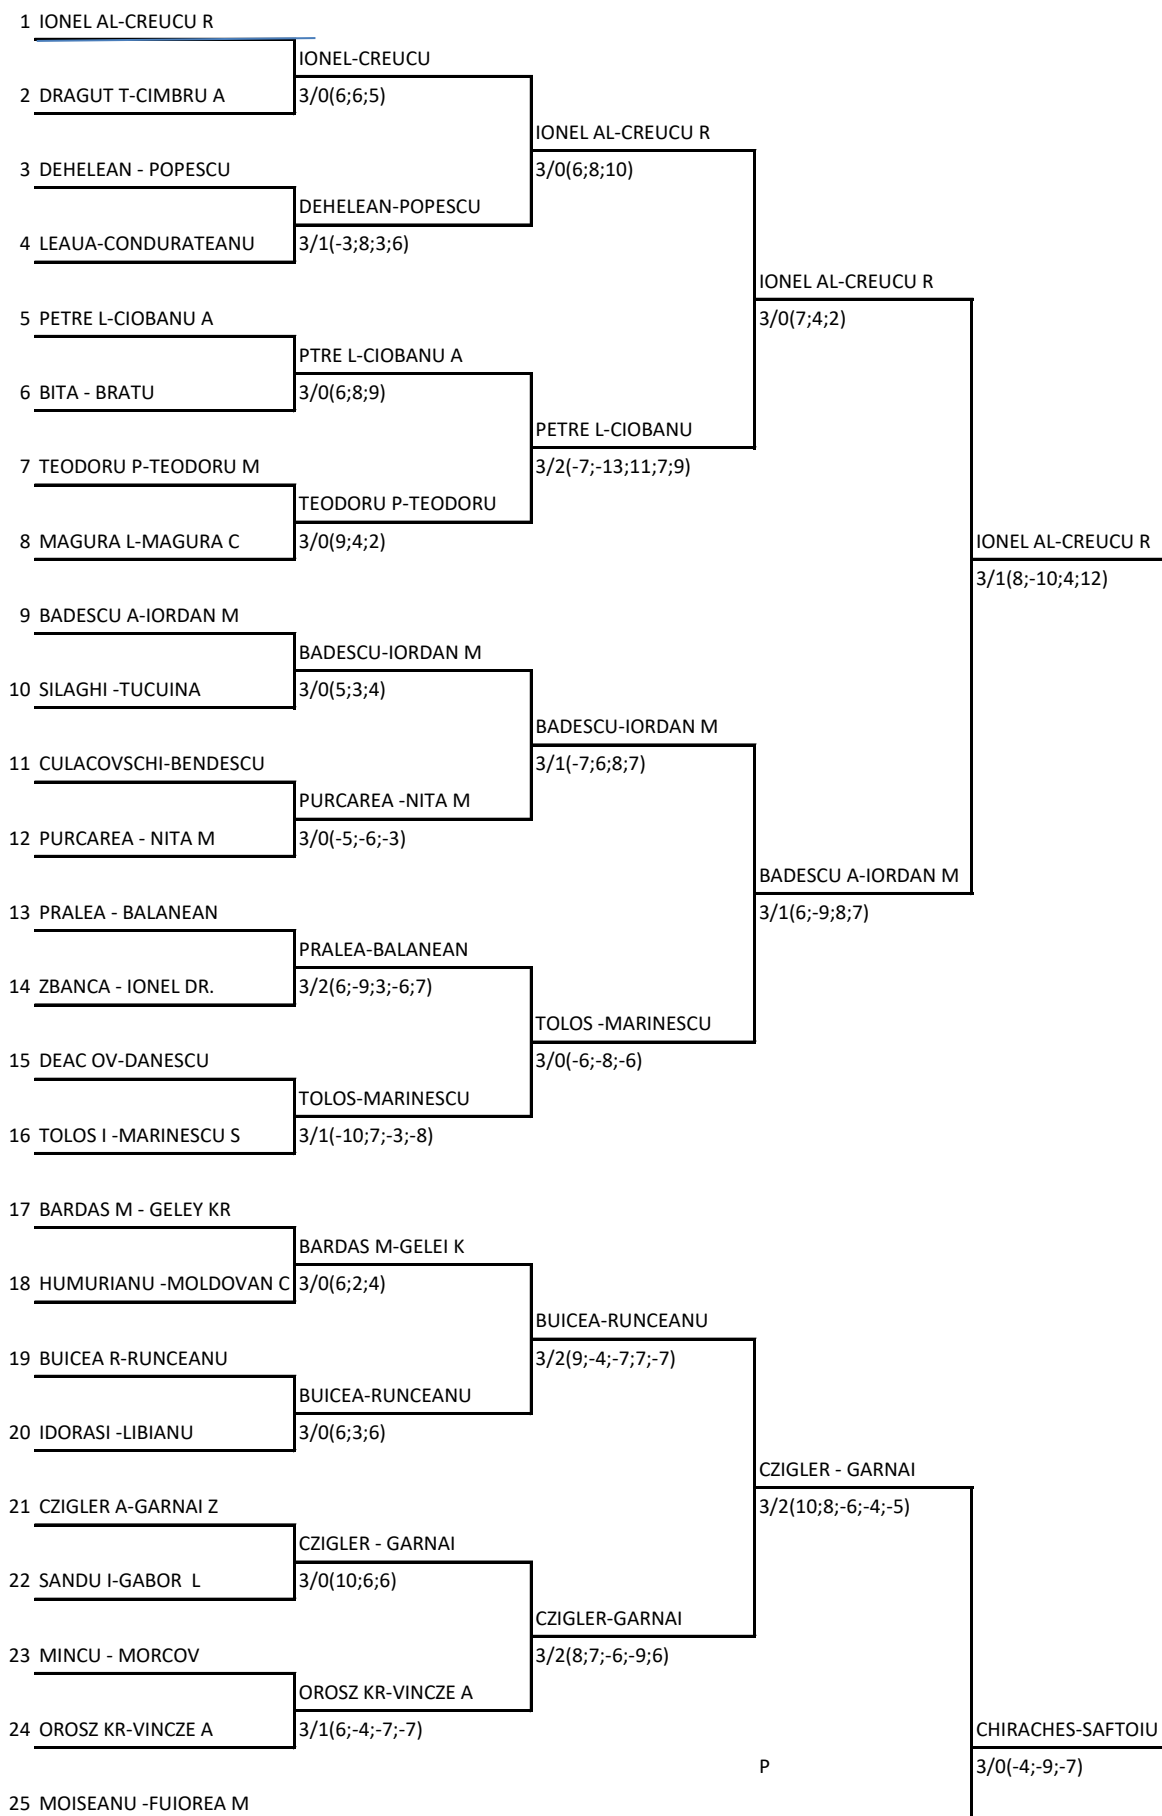 1 IONEL AL-CREUCU R
IONEL-CREUCU
2 DRAGUT T-CIMBRU A
3/0(6;6;5)
IONEL AL-CREUCU R
3 DEHELEAN - POPESCU
3/0(6;8;10)
DEHELEAN-POPESCU
4 LEAUA-CONDURATEANU
3/1(-3;8;3;6)
IONEL AL-CREUCU R
5 PETRE L-CIOBANU A
3/0(7;4;2)
PTRE L-CIOBANU A
6 BITA - BRATU
3/0(6;8;9)
PETRE L-CIOBANU
7 TEODORU P-TEODORU M
3/2(-7;-13;11;7;9)
TEODORU P-TEODORU
8 MAGURA L-MAGURA C
3/0(9;4;2)
IONEL AL-CREUCU R
3/1(8;-10;4;12)
9 BADESCU A-IORDAN M
BADESCU-IORDAN M
10 SILAGHI -TUCUINA
3/0(5;3;4)
BADESCU-IORDAN M
11 CULACOVSCHI-BENDESCU
3/1(-7;6;8;7)
PURCAREA -NITA M
12 PURCAREA - NITA M
3/0(-5;-6;-3)
BADESCU A-IORDAN M
13 PRALEA - BALANEAN
3/1(6;-9;8;7)
PRALEA-BALANEAN
14 ZBANCA - IONEL DR.
3/2(6;-9;3;-6;7)
TOLOS -MARINESCU
15 DEAC OV-DANESCU
3/0(-6;-8;-6)
TOLOS-MARINESCU
16 TOLOS I -MARINESCU S
3/1(-10;7;-3;-8)
17 BARDAS M - GELEY KR
BARDAS M-GELEI K
18 HUMURIANU -MOLDOVAN C
3/0(6;2;4)
BUICEA-RUNCEANU
19 BUICEA R-RUNCEANU
3/2(9;-4;-7;7;-7)
BUICEA-RUNCEANU
20 IDORASI -LIBIANU
3/0(6;3;6)
CZIGLER - GARNAI
21 CZIGLER A-GARNAI Z
3/2(10;8;-6;-4;-5)
CZIGLER - GARNAI
22 SANDU I-GABOR  L
3/0(10;6;6)
CZIGLER-GARNAI
23 MINCU - MORCOV
3/2(8;7;-6;-9;6)
OROSZ KR-VINCZE A
24 OROSZ KR-VINCZE A
3/1(6;-4;-7;-7)
CHIRACHES-SAFTOIU
P
3/0(-4;-9;-7)
25 MOISEANU -FUIOREA M